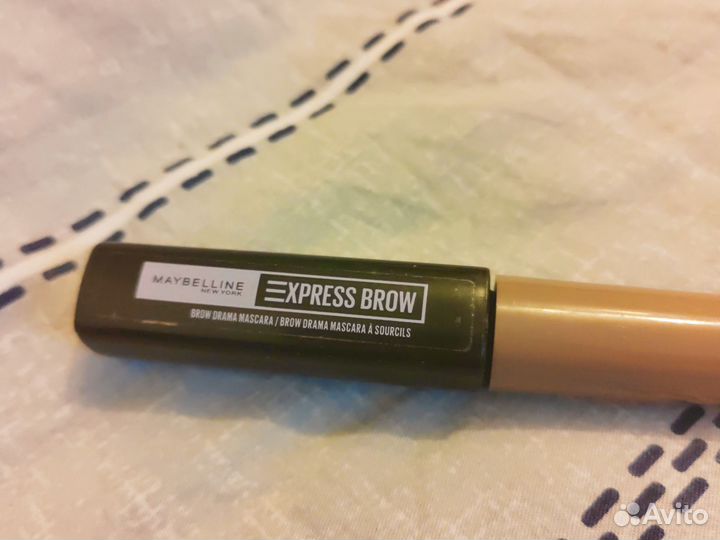 MAYBELLINE
NEW YORK
EXPRESS BROW
BROW DRAMA MASCARA / BROW DRAMA MASCARA À SOURCILS
Avito